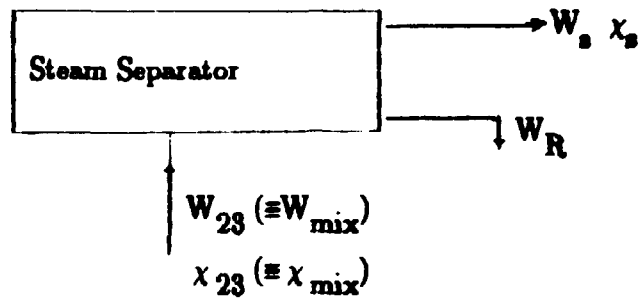 W_s χ_s
Steam Separator
W_R
W_23 (≡W_mix)
χ_23 (≡ χ_mix)